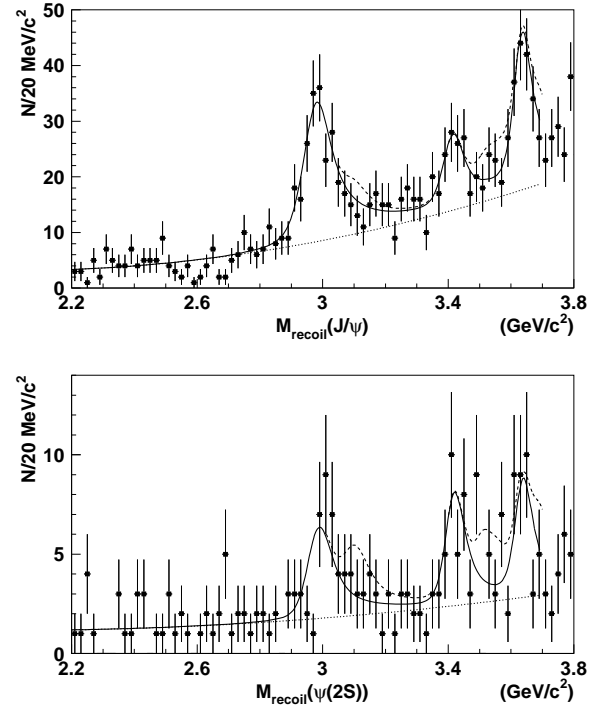 N/20 MeV/c²
50
40
30
20
10
0
2.2 2.6 3 3.4 3.8
M_recoil(J/ψ) (GeV/c²)
N/20 MeV/c²
10
5
0
2.2 2.6 3 3.4 3.8
M_recoil(ψ(2S)) (GeV/c²)